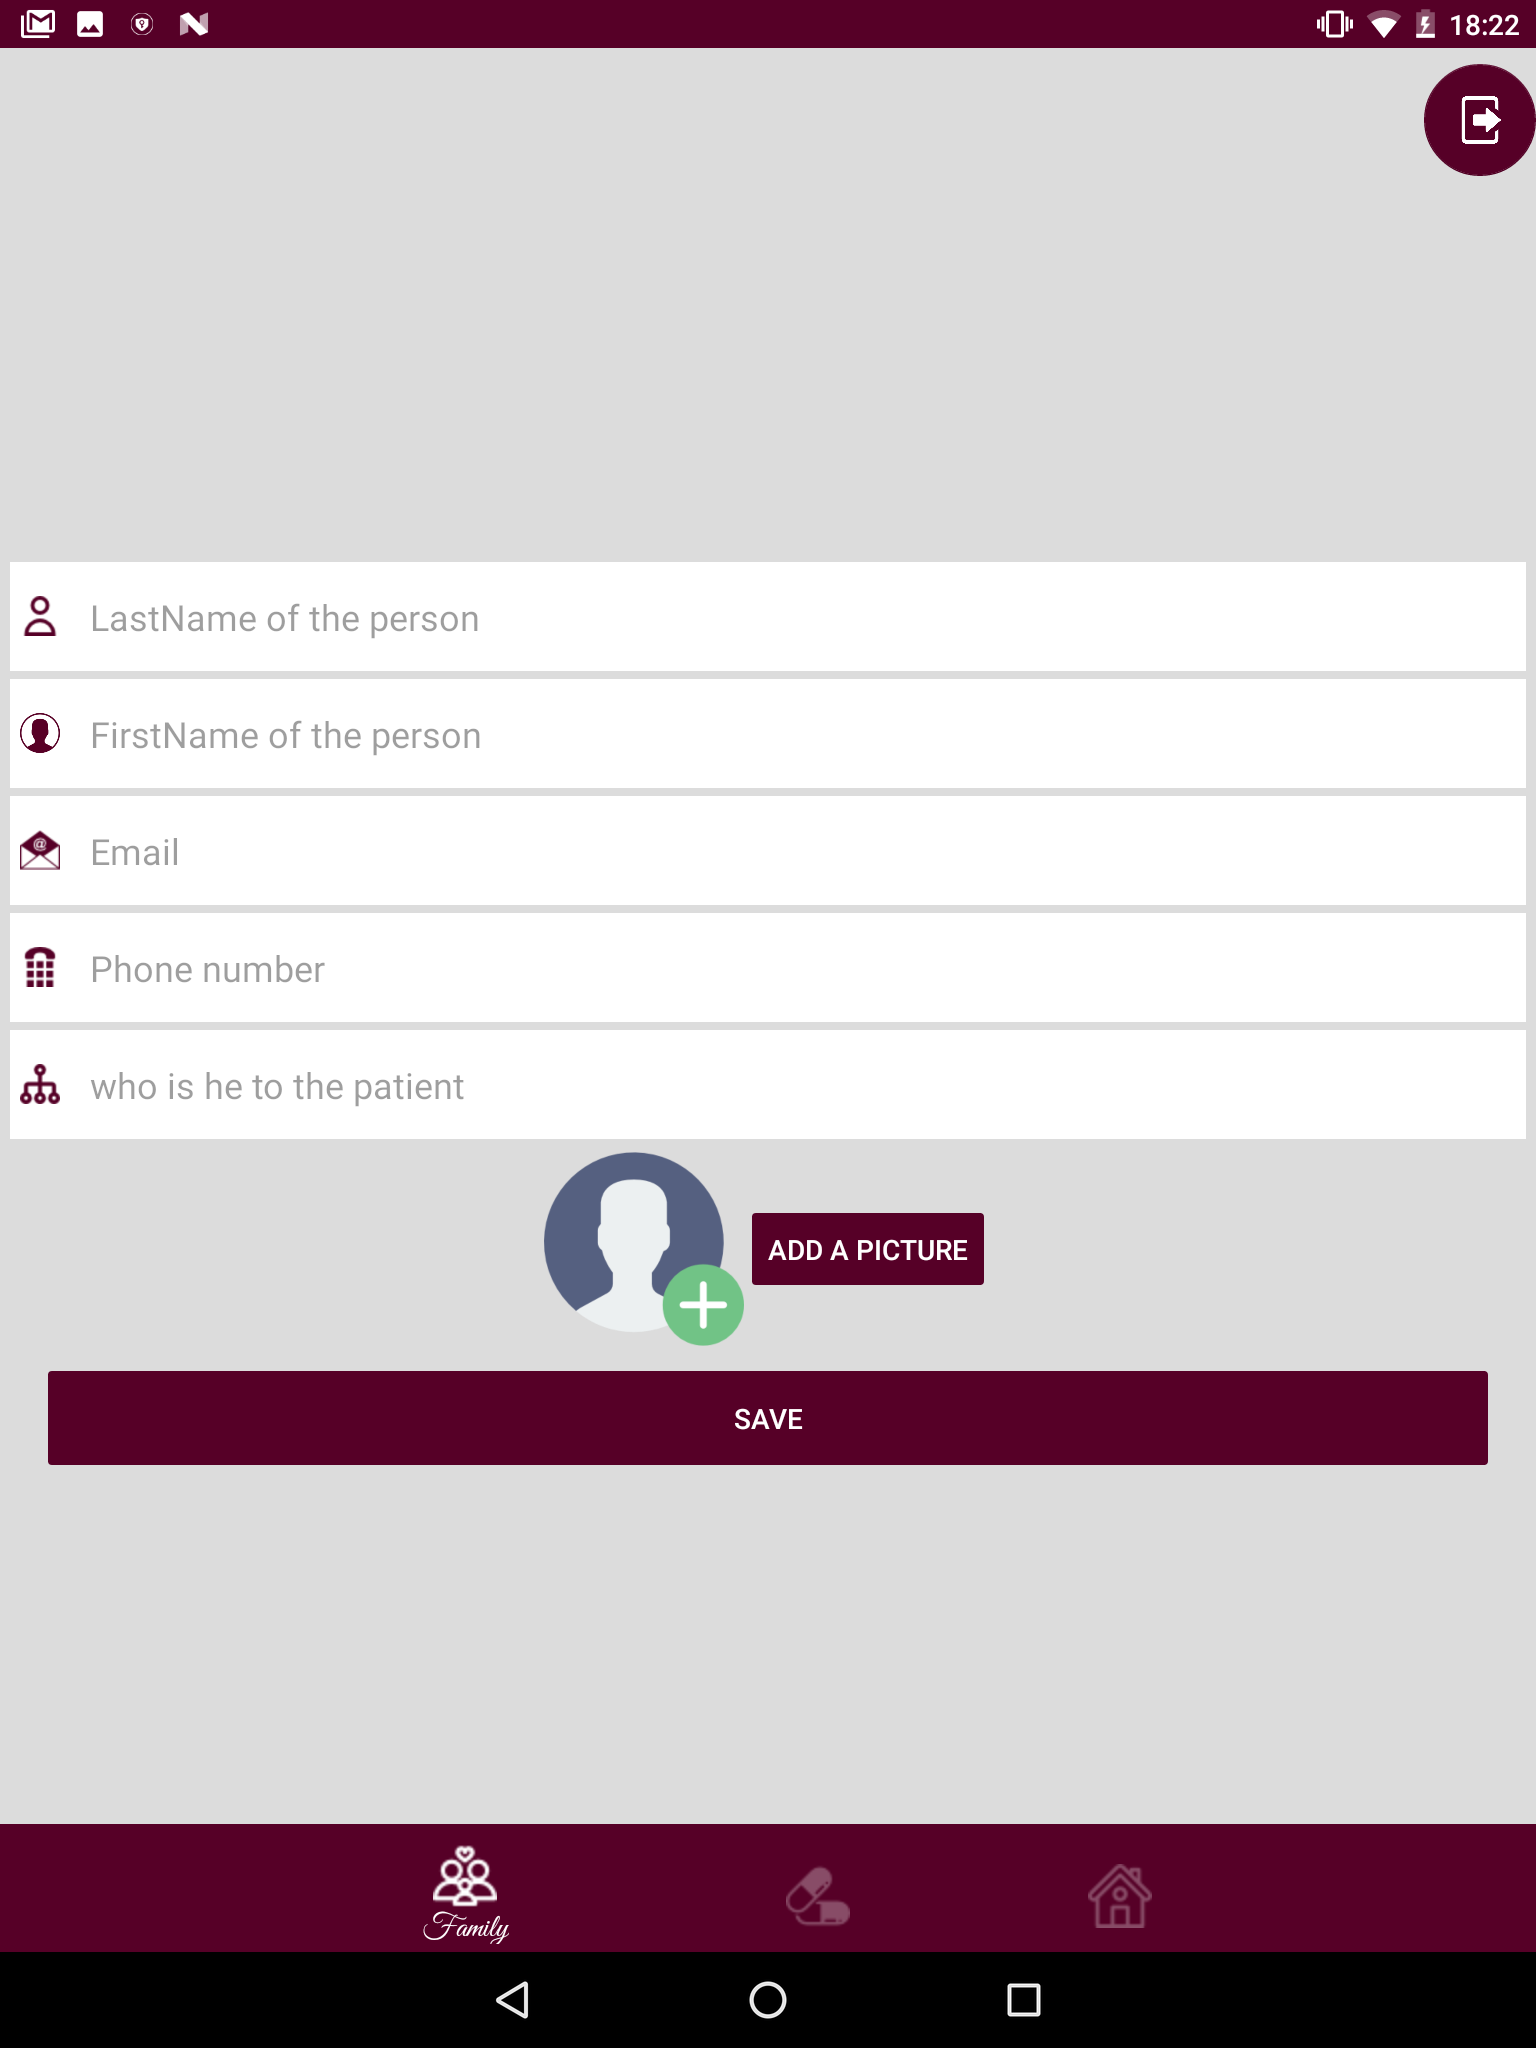 18:22
LastName of the person
FirstName of the person
Email
Phone number
who is he to the patient
ADD A PICTURE
SAVE
Family